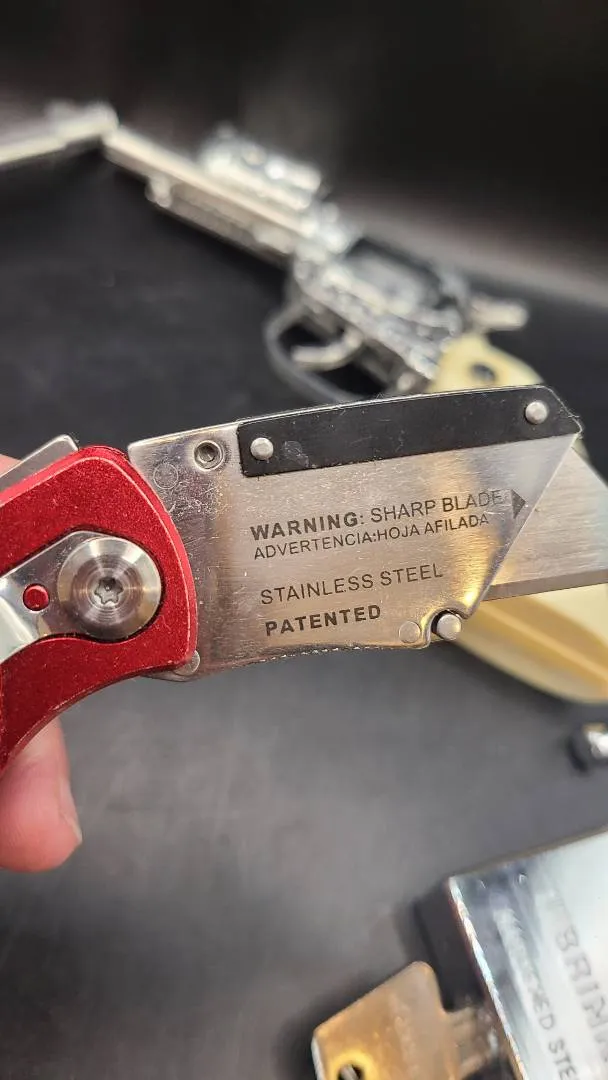 WARNING: SHARP BLADE
ADVERTENCIA:HOJA AFILADA
STAINLESS STEEL
PATENTED